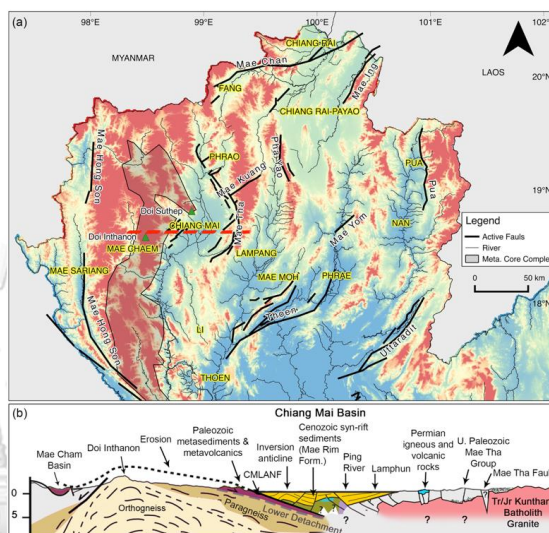 (a)
98°E
99°E
100°E
101°E
102°E
MYANMAR
CHIANG RAI
LAOS
Mae Chan
20°N
FANG
Mae Ing
CHIANG RAI-PAYAO
Mae Hong Son
PHRAO
Mae Kuang
Phayao
PUA
Pua
19°N
Doi Suthep
Mae Tha
CHIANG MAI
NAN
Doi Inthanon
MAE CHAEM
Mae Yom
LAMPANG
MAE SARIANG
MAE MOH
PHRAE
Mae Hong Son
Thoen
LI
Uttaradit
THOEN
18°N
Legend
Active Fauls
River
Meta. Core Comple
0
50 km
(b)
Chiang Mai Basin
Mae Cham
Basin
Doi Inthanon
Erosion
Paleozoic
metasediments &
metavolcanics
CMLANF
Inversion
anticline
Cenozoic syn-rift
sediments
(Mae Rim
Form.)
Ping
River
Lamphun
Permian
igneous and
volcanic
rocks
U. Paleozoic
Mae Tha
Group
Mae Tha Faul
0
5
Orthogneiss
Paragneiss
Lower Detachment
?
?
?
?
Tr/Jr Kunthar
Batholith
Granite